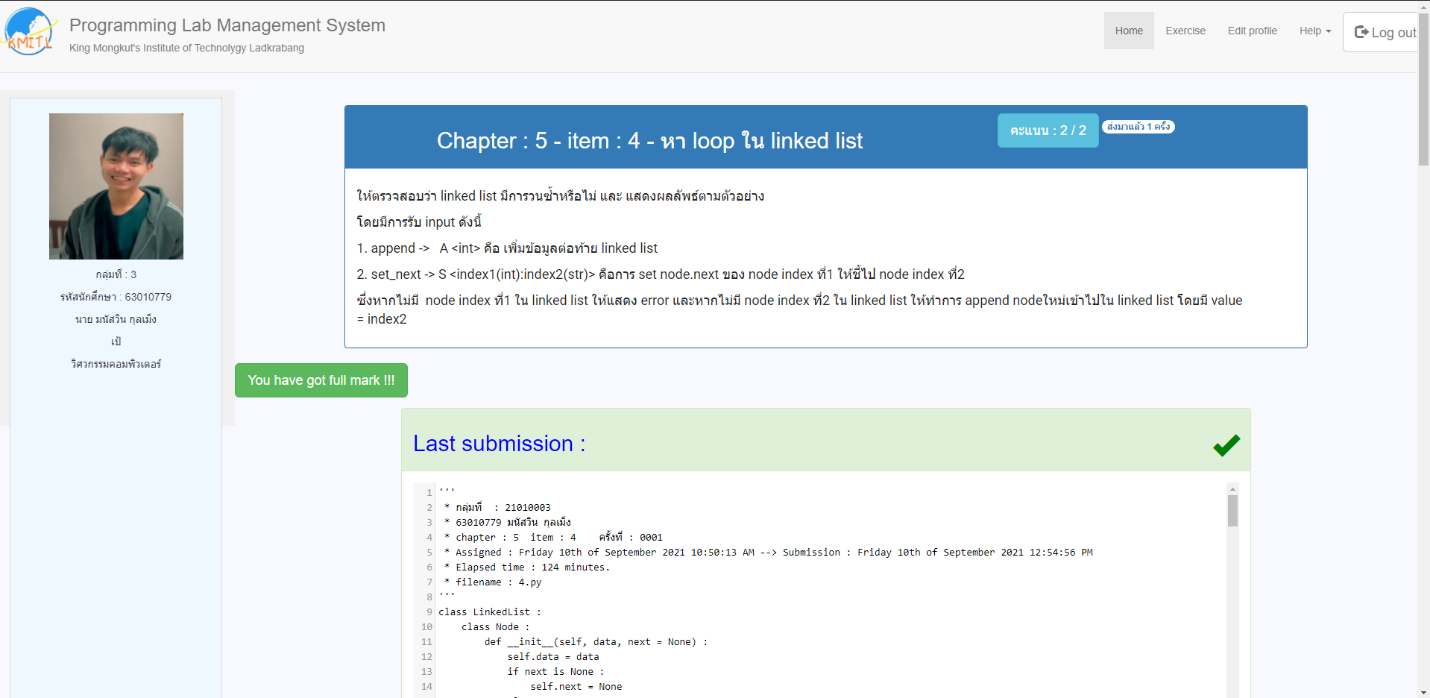 KMITL
Programming Lab Management System
King Mongkut's Institute of Technolygy Ladkrabang
Home
Exercise
Edit profile
Help
Log out
กลุ่มที่ : 3
รหัสนักศึกษา : 63010779
นาย มนัสวิน กุลเม็ง
เป้
วิศวกรรมคอมพิวเตอร์
Chapter : 5 - item : 4 - หา loop ใน linked list
คะแนน : 2 / 2
ส่งมาแล้ว 1 ครั้ง
ให้ตรวจสอบว่า linked list มีการวนซ้ำหรือไม่ และ แสดงผลลัพธ์ตามตัวอย่าง
โดยมีการรับ input ดังนี้
1. append -> A <int> คือ เพิ่มข้อมูลต่อท้าย linked list
2. set_next -> S <index1(int):index2(str)> คือการ set node.next ของ node index ที่1 ให้ชี้ไป node index ที่2
ซึ่งหากไม่มี node index ที่1 ใน linked list ให้แสดง error และหากไม่มี node index ที่2 ใน linked list ให้ทำการ append nodeใหม่เข้าไปใน linked list โดยมี value
= index2
You have got full mark !!!
Last submission :
1 '''
2 * กลุ่มที่ : 21010003
3 * 63010779 มนัสวิน กุลเม็ง
4 * chapter : 5 item : 4 ครั้งที่ : 0001
5 * Assigned : Friday 10th of September 2021 10:50:13 AM --> Submission : Friday 10th of September 2021 12:54:56 PM
6 * Elapsed time : 124 minutes.
7 * filename : 4.py
8 '''
9 class LinkedList :
10 class Node :
11 def __init__(self, data, next = None) :
12 self.data = data
13 if next is None :
14 self.next = None